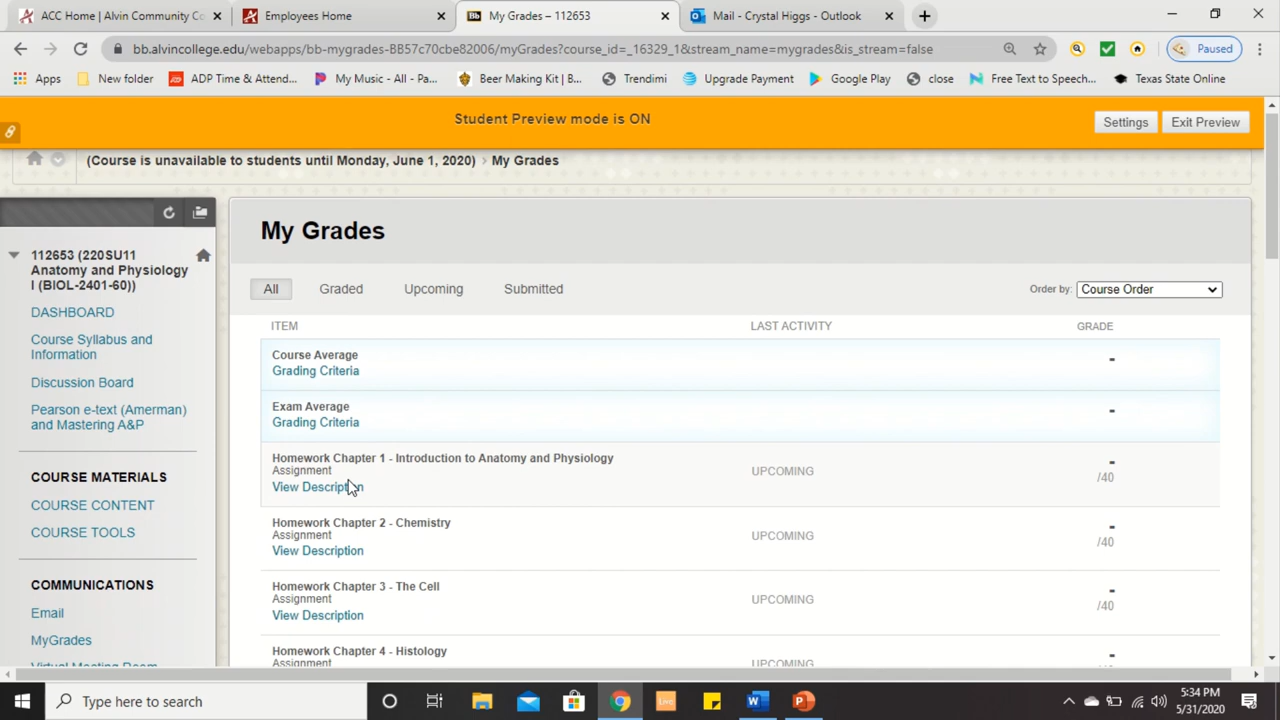 ACC Home | Alvin Community Co
Employees Home
My Grades – 112653
Mail - Crystal Higgs - Outlook
bb.alvincollege.edu/webapps/bb-mygrades-BB57c70cbe82006/myGrades?course_id=_16329_1&stream_name=mygrades&is_stream=false
Paused
Apps
New folder
ADP Time & Attend...
My Music - All - Pa...
Beer Making Kit | B...
Trendimi
Upgrade Payment
Google Play
close
Free Text to Speech...
Texas State Online
Student Preview mode is ON
Settings
Exit Preview
(Course is unavailable to students until Monday, June 1, 2020)
My Grades
112653 (220SU11
Anatomy and Physiology
I (BIOL-2401-60))
DASHBOARD
Course Syllabus and
Information
Discussion Board
Pearson e-text (Amerman)
and Mastering A&P
COURSE MATERIALS
COURSE CONTENT
COURSE TOOLS
COMMUNICATIONS
Email
MyGrades
Virtual Meeting Room
My Grades
All
Graded
Upcoming
Submitted
Order by:
Course Order
ITEM
LAST ACTIVITY
GRADE
Course Average
-
Grading Criteria
Exam Average
-
Grading Criteria
Homework Chapter 1 - Introduction to Anatomy and Physiology
-
Assignment
UPCOMING
/40
View Description
Homework Chapter 2 - Chemistry
-
Assignment
UPCOMING
/40
View Description
Homework Chapter 3 - The Cell
-
Assignment
UPCOMING
/40
View Description
Homework Chapter 4 - Histology
-
Assignment
UPCOMING
Type here to search
5:34 PM
5/31/2020